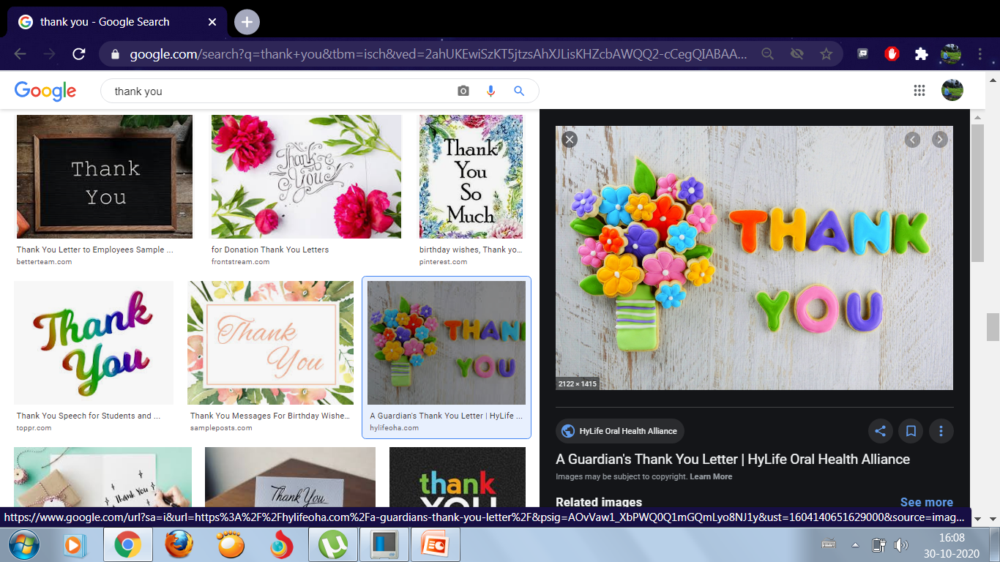 thank you - Google Search
google.com/search?q=thank+you&tbm=isch&ved=2ahUKEwiSzKT5jtzsAhXJLisKHZcbAWQQ2-cCegQIABAA...
Google
thank you
Thank
You
Thank
You
Thank
You
So
Much
Thank You Letter to Employees Sample ...
betterteam.com
for Donation Thank You Letters
frontstream.com
birthday wishes, Thank yo...
pinterest.com
Thank
You
Thank
You
THAN
YOU
Thank You Speech for Students and ...
toppr.com
Thank You Messages For Birthday Wishe...
sampleposts.com
A Guardian's Thank You Letter | HyLife ...
hylifeoha.com
Thank You
Thank You
thank
YOU
THANK
YOU
2122 × 1415
HyLife Oral Health Alliance
A Guardian's Thank You Letter | HyLife Oral Health Alliance
Images may be subject to copyright. Learn More
Related images
See more
https://www.google.com/url?sa=i&url=https%3A%2F%2Fhylifeoha.com%2Fa-guardians-thank-you-letter%2F&psig=AOvVaw1_XbPWQ0Q1mGQmLyo8NJ1y&ust=1604140651629000&source=imag...
16:08
30-10-2020